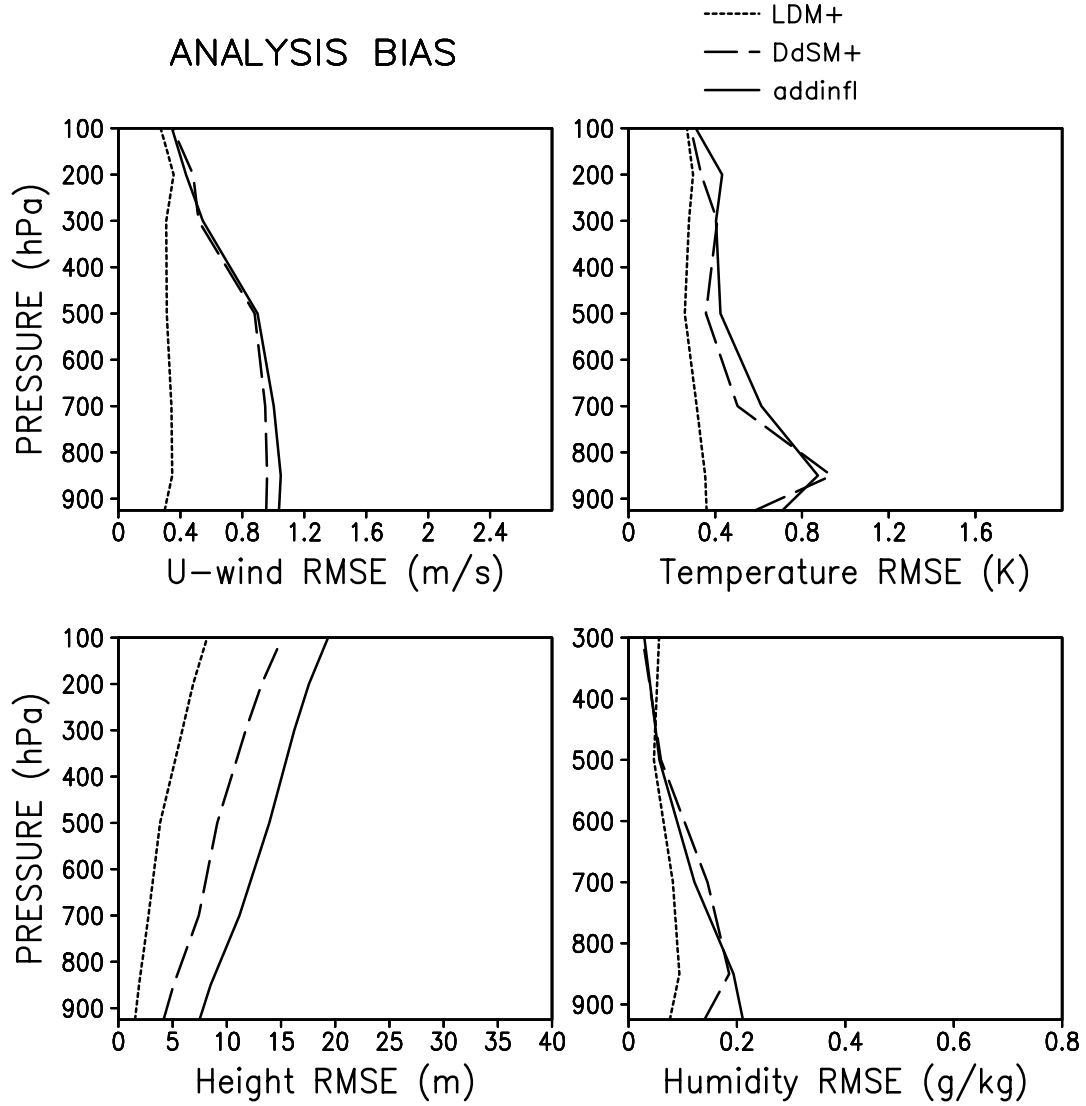 LDM+
ANALYSIS BIAS
DdSM+
addinfl
100
200
300
400
500
600
700
800
900
PRESSURE (hPa)
0 0.4 0.8 1.2 1.6 2 2.4
U-wind RMSE (m/s)
100
200
300
400
500
600
700
800
900
0 0.4 0.8 1.2 1.6
Temperature RMSE (K)
100
200
300
400
500
600
700
800
900
PRESSURE (hPa)
0 5 10 15 20 25 30 35 40
Height RMSE (m)
300
400
500
600
700
800
900
0 0.2 0.4 0.6 0.8
Humidity RMSE (g/kg)